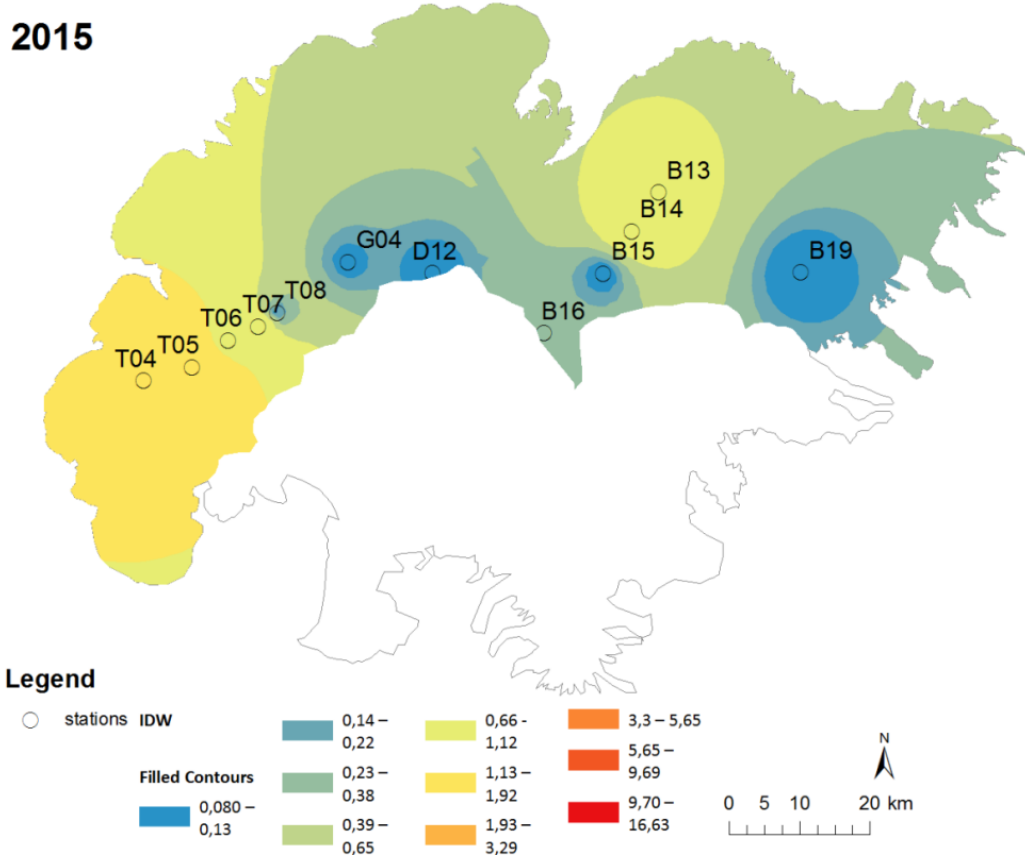 2015
B13
B14
G04
D12
B15
B19
T07
T08
T06
B16
T04
T05
Legend
stations
IDW
Filled Contours
0,080 –
0,13
0,14 –
0,22
0,23 –
0,38
0,39 –
0,65
0,66 -
1,12
1,13 –
1,92
1,93 –
3,29
3,3 – 5,65
5,65 –
9,69
9,70 –
16,63
N
0 5 10 20 km